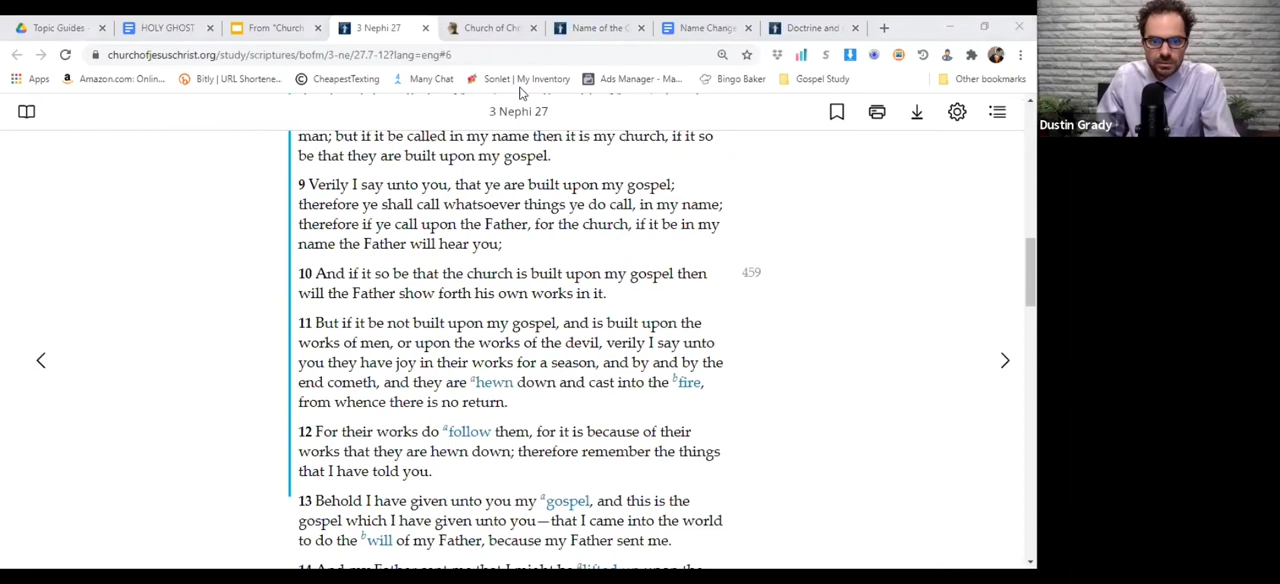 Topic Guides -
HOLY GHOST
From "Church
3 Nephi 27
Church of Chr
Name of the C
Name Change
Doctrine and
churchofjesuschrist.org/study/scriptures/bofm/3-ne/27.7-12?lang=eng#6
Apps
Amazon.com: Onlin...
Bitly | URL Shortene...
CheapestTexting
Many Chat
Sonlet | My Inventory
Ads Manager - Ma...
Bingo Baker
Gospel Study
Other bookmarks
3 Nephi 27
Dustin Grady
man; but if it be called in my name then it is my church, if it so
be that they are built upon my gospel.
9 Verily I say unto you, that ye are built upon my gospel;
therefore ye shall call whatsoever things ye do call, in my name;
therefore if ye call upon the Father, for the church, if it be in my
name the Father will hear you;
10 And if it so be that the church is built upon my gospel then
will the Father show forth his own works in it.
459
11 But if it be not built upon my gospel, and is built upon the
works of men, or upon the works of the devil, verily I say unto
you they have joy in their works for a season, and by and by the
end cometh, and they are a hewn down and cast into the b fire,
from whence there is no return.
12 For their works do a follow them, for it is because of their
works that they are hewn down; therefore remember the things
that I have told you.
13 Behold I have given unto you my a gospel, and this is the
gospel which I have given unto you—that I came into the world
to do the b will of my Father, because my Father sent me.